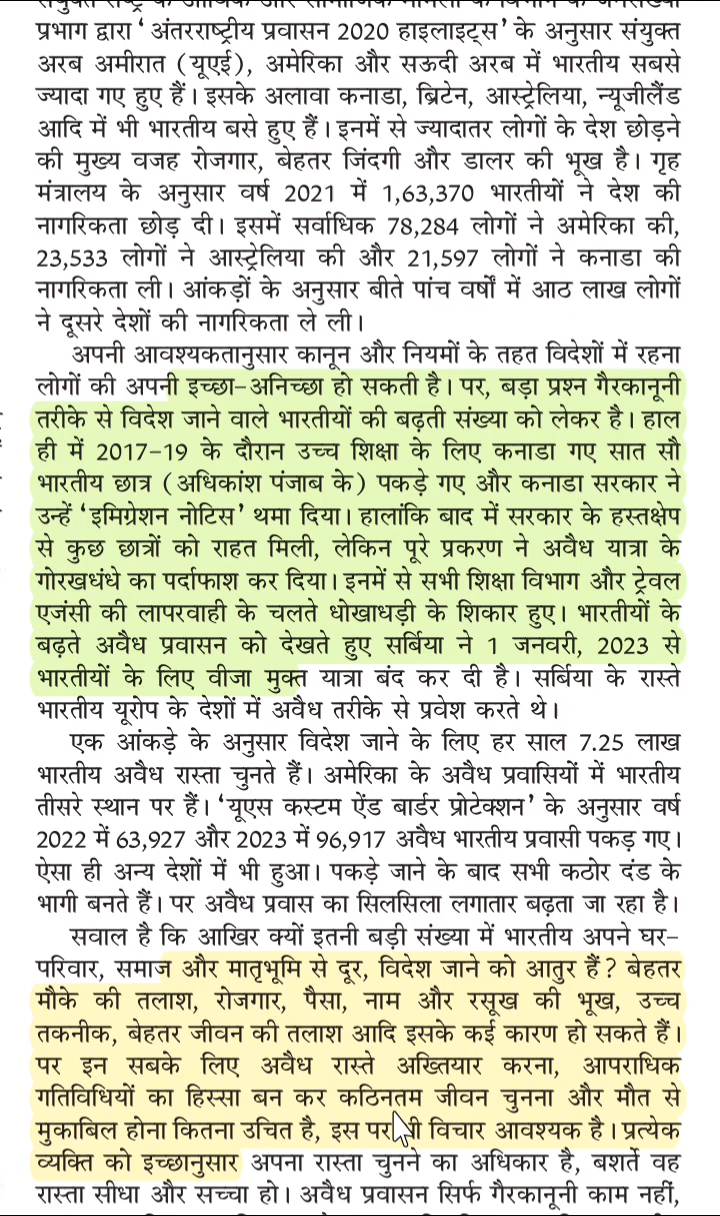 प्रभाग द्वारा ‘ अंतरराष्ट्रीय प्रवासन 2020 हाइलाइट्स ’ के अनुसार संयुक्त
अरब अमीरात (यूएई), अमेरिका और सऊदी अरब में भारतीय सबसे
ज्यादा गए हुए हैं। इसके अलावा कनाडा, ब्रिटेन, आस्ट्रेलिया, न्यूजीलैंड
आदि में भी भारतीय बसे हुए हैं। इनमें से ज्यादातर लोगों के देश छोड़ने
की मुख्य वजह रोजगार, बेहतर जिंदगी और डालर की भूख है। गृह
मंत्रालय के अनुसार वर्ष 2021 में 1,63,370 भारतीयों ने देश की
नागरिकता छोड़ दी। इसमें सर्वाधिक 78,284 लोगों ने अमेरिका की,
23,533 लोगों ने आस्ट्रेलिया की और 21,597 लोगों ने कनाडा की
नागरिकता ली। आंकड़ों के अनुसार बीते पांच वर्षों में आठ लाख लोगों
ने दूसरे देशों की नागरिकता ले ली।
अपनी आवश्यकतानुसार कानून और नियमों के तहत विदेशों में रहना
लोगों की अपनी इच्छा-अनिच्छा हो सकती है। पर, बड़ा प्रश्न गैरकानूनी
तरीके से विदेश जाने वाले भारतीयों की बढ़ती संख्या को लेकर है। हाल
ही में 2017-19 के दौरान उच्च शिक्षा के लिए कनाडा गए सात सौ
भारतीय छात्र (अधिकांश पंजाब के) पकड़े गए और कनाडा सरकार ने
उन्हें ‘इमिग्रेशन नोटिस’ थमा दिया। हालांकि बाद में सरकार के हस्तक्षेप
से कुछ छात्रों को राहत मिली, लेकिन पूरे प्रकरण ने अवैध यात्रा के
गोरखधंधे का पर्दाफाश कर दिया। इनमें से सभी शिक्षा विभाग और ट्रेवल
एजंसी की लापरवाही के चलते धोखाधड़ी के शिकार हुए। भारतीयों के
बढ़ते अवैध प्रवासन को देखते हुए सर्बिया ने 1 जनवरी, 2023 से
भारतीयों के लिए वीजा मुक्त यात्रा बंद कर दी है। सर्बिया के रास्ते
भारतीय यूरोप के देशों में अवैध तरीके से प्रवेश करते थे।
एक आंकड़े के अनुसार विदेश जाने के लिए हर साल 7.25 लाख
भारतीय अवैध रास्ता चुनते हैं। अमेरिका के अवैध प्रवासियों में भारतीय
तीसरे स्थान पर हैं। ‘यूएस कस्टम ऐंड बार्डर प्रोटेक्शन’ के अनुसार वर्ष
2022 में 63,927 और 2023 में 96,917 अवैध भारतीय प्रवासी पकड़ गए।
ऐसा ही अन्य देशों में भी हुआ। पकड़े जाने के बाद सभी कठोर दंड के
भागी बनते हैं। पर अवैध प्रवास का सिलसिला लगातार बढ़ता जा रहा है।
सवाल है कि आखिर क्यों इतनी बड़ी संख्या में भारतीय अपने घर-
परिवार, समाज और मातृभूमि से दूर, विदेश जाने को आतुर हैं? बेहतर
मौके की तलाश, रोजगार, पैसा, नाम और रसूख की भूख, उच्च
तकनीक, बेहतर जीवन की तलाश आदि इसके कई कारण हो सकते हैं।
पर इन सबके लिए अवैध रास्ते अख्तियार करना, आपराधिक
गतिविधियों का हिस्सा बन कर कठिनतम जीवन चुनना और मौत से
मुकाबिल होना कितना उचित है, इस पर विचार आवश्यक है। प्रत्येक
व्यक्ति को इच्छानुसार अपना रास्ता चुनने का अधिकार है, बशर्ते वह
रास्ता सीधा और सच्चा हो। अवैध प्रवासन सिर्फ गैरकानूनी काम नहीं,